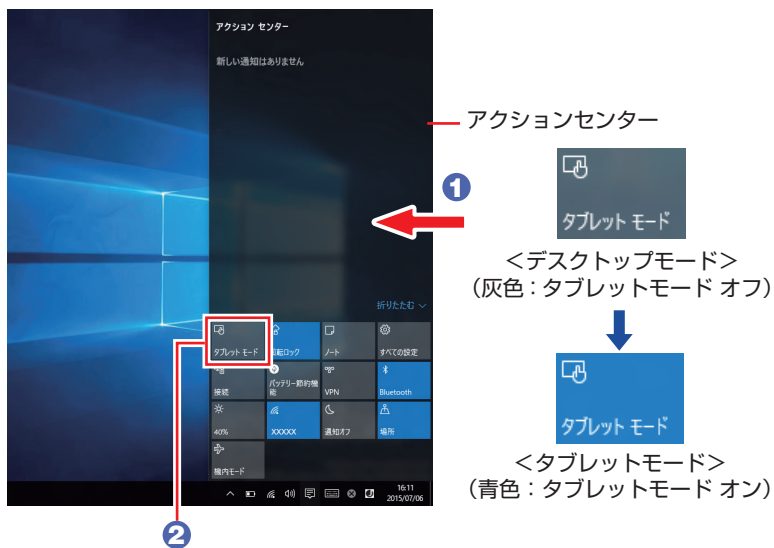 アクション センター
新しい通知はありません
アクションセンター
1
タブレット モード
＜デスクトップモード＞
（灰色：タブレットモード オフ）
折りたたむ
タブレット モード
回転ロック
ノート
すべての設定
接続
バッテリー節約機能
VPN
Bluetooth
40%
XXXXX
通知オフ
場所
機内モード
16:11
2015/07/06
2
タブレット モード
＜タブレットモード＞
（青色：タブレットモード オン）